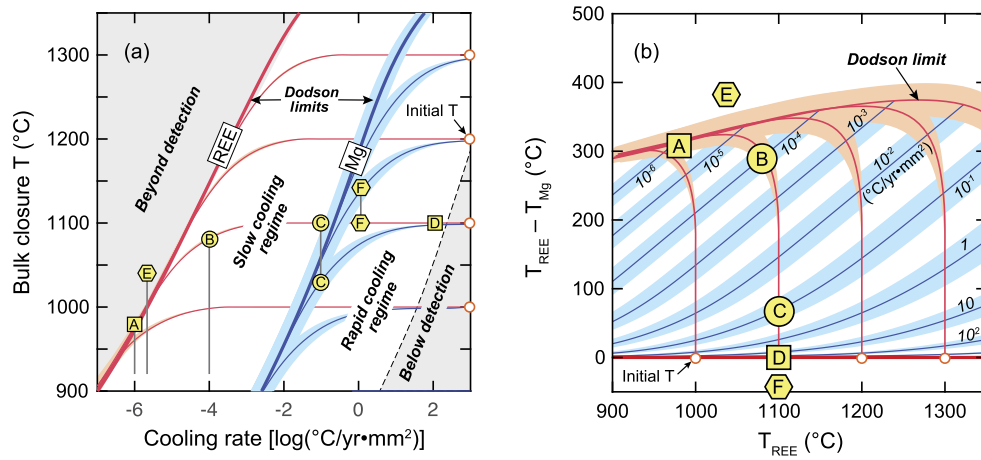 (a)
1300
1200
1100
1000
900
Bulk closure T (°C)
-6
-4
-2
0
2
Cooling rate [log(°C/yr•mm²)]
Beyond detection
REE
Dodson
limits
Mg
Initial T
Slow cooling
regime
Rapid cooling
regime
Below detection
A
B
C
C
D
E
F
F
(b)
500
400
300
200
100
0
T_REE – T_Mg (°C)
900
1000
1100
1200
1300
T_REE (°C)
Dodson limit
10⁻⁶
10⁻⁵
10⁻⁴
10⁻³
10⁻²
(°C/yr•mm²)
10⁻¹
1
10
10²
Initial T
E
A
B
C
D
F